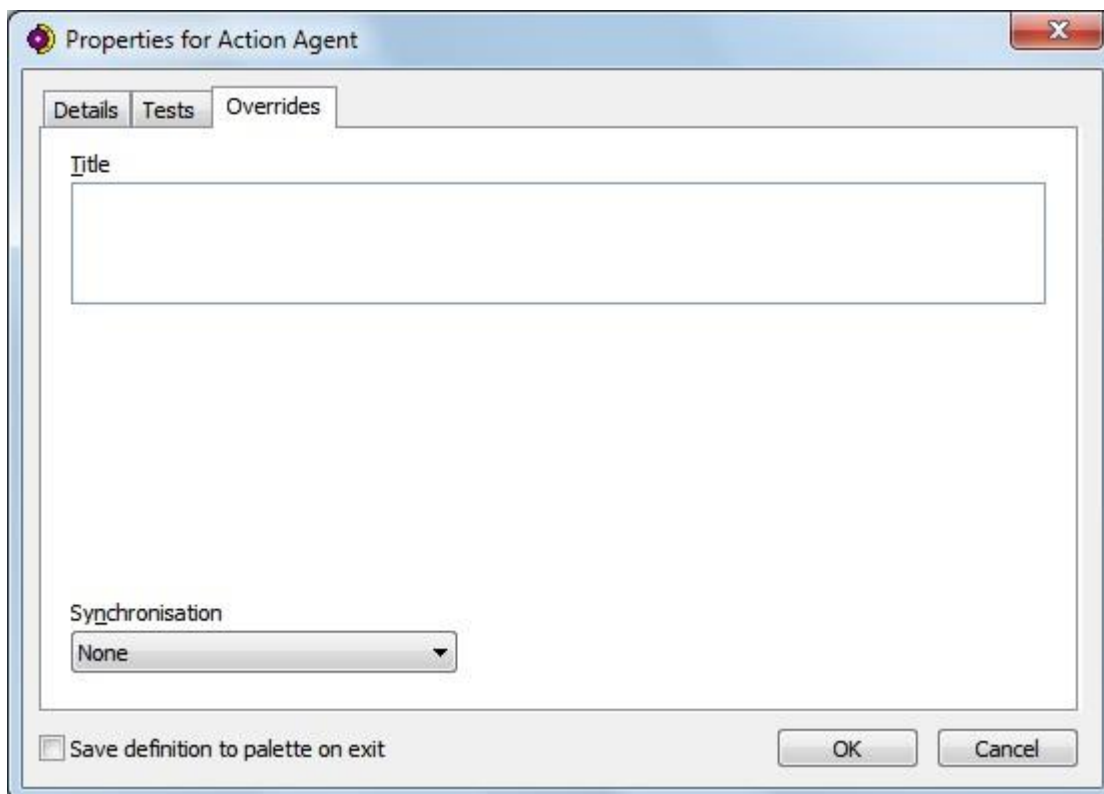 Properties for Action Agent
Details Tests Overrides
Title
Synchronisation
None
Save definition to palette on exit OK Cancel